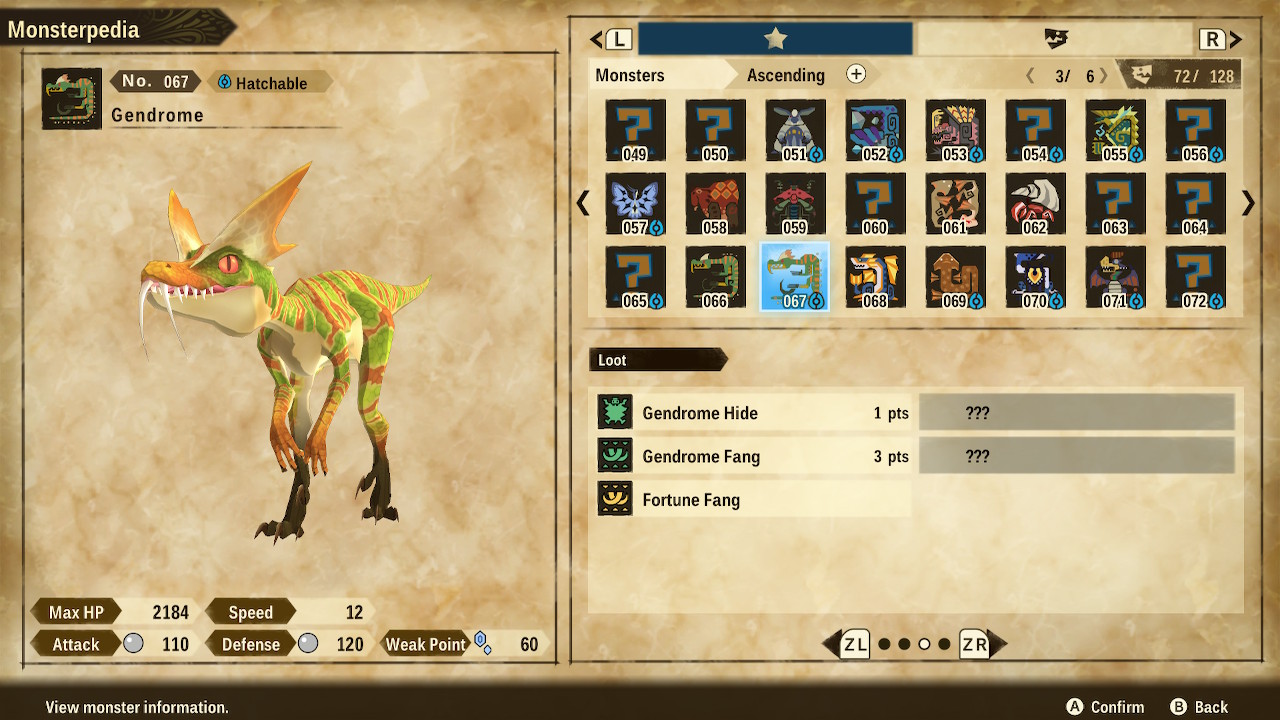 Monsterpedia
No. 067
Hatchable
Gendrome
Max HP 2184
Speed 12
Attack 110
Defense 120
Weak Point 60
L
R
Monsters
Ascending
3/ 6
72/ 128
049 050 051 052 053 054 055 056
057 058 059 060 061 062 063 064
065 066 067 068 069 070 071 072
Loot
Gendrome Hide 1 pts ???
Gendrome Fang 3 pts ???
Fortune Fang
ZL ZR
View monster information.
A Confirm B Back